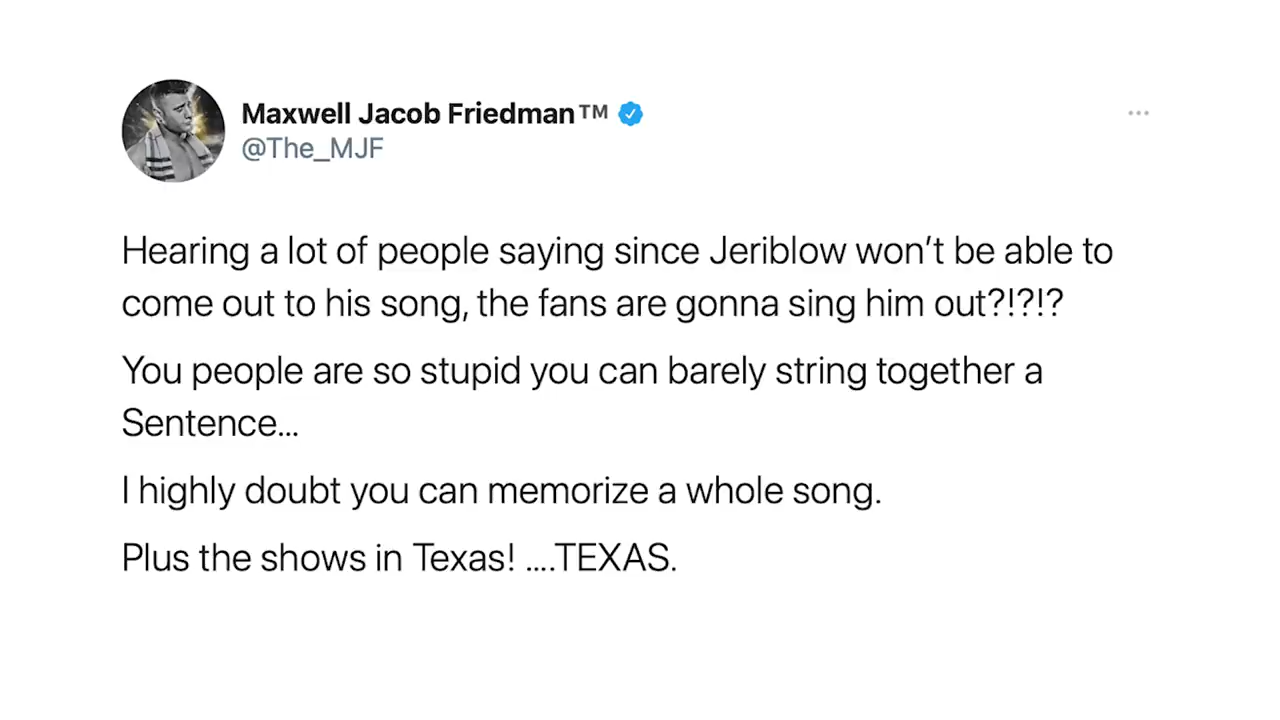 Maxwell Jacob Friedman™
@The_MJF
Hearing a lot of people saying since Jeriblow won’t be able to
come out to his song, the fans are gonna sing him out?!?!?
You people are so stupid you can barely string together a
Sentence...
I highly doubt you can memorize a whole song.
Plus the shows in Texas! ....TEXAS.